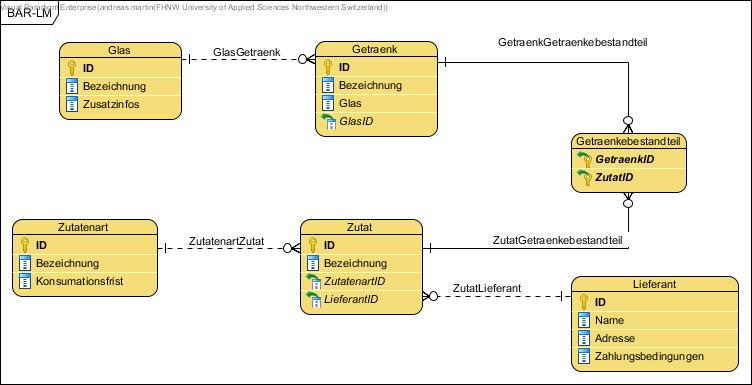 Visual Paradigm Enterprise(andreas.martin(FHNW University of Applied Sciences Northwestern Switzerland))
BAR-LM
Glas
ID
Bezeichnung
Zusatzinfos
GlasGetraenk
Getraenk
ID
Bezeichnung
Glas
GlasID
GetraenkGetraenkebestandteil
Getraenkebestandteil
GetraenkID
ZutatID
Zutatenart
ID
Bezeichnung
Konsumationsfrist
ZutatenartZutat
Zutat
ID
Bezeichnung
ZutatenartID
LieferantID
ZutatGetraenkebestandteil
ZutatLieferant
Lieferant
ID
Name
Adresse
Zahlungsbedingungen